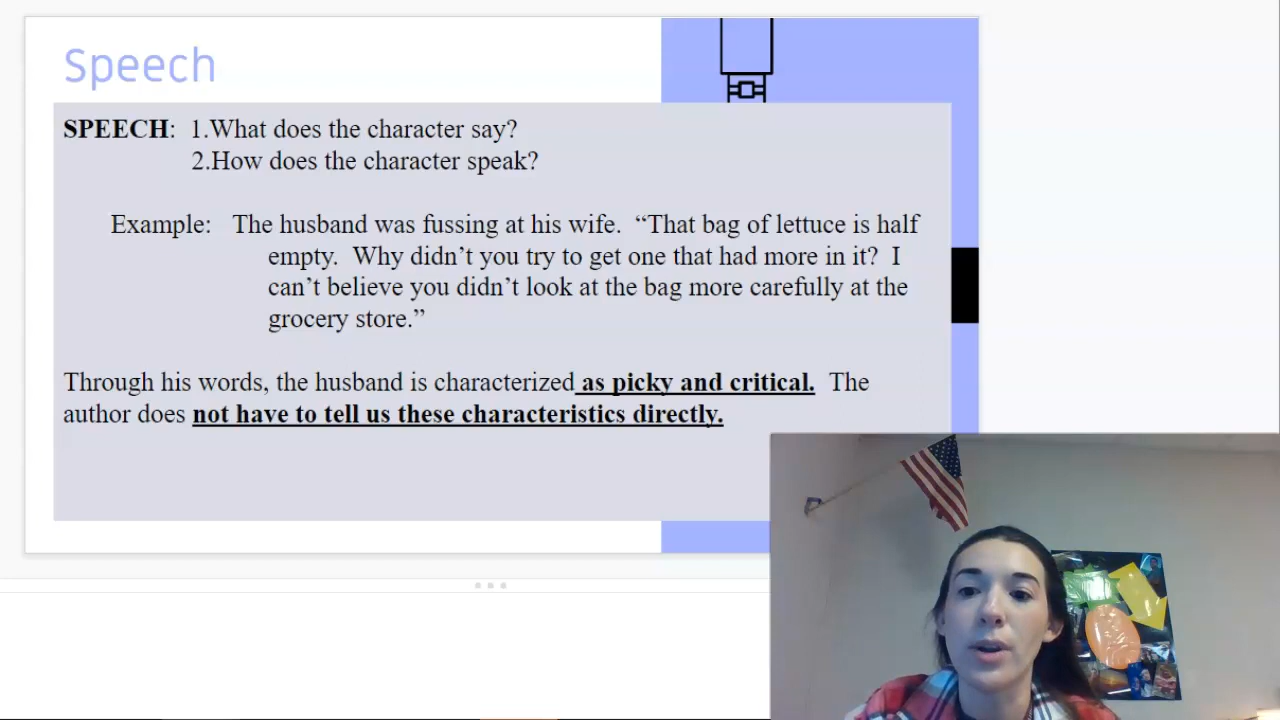 Speech
SPEECH: 1.What does the character say?
2.How does the character speak?
Example: The husband was fussing at his wife. “That bag of lettuce is half
empty. Why didn’t you try to get one that had more in it? I
can’t believe you didn’t look at the bag more carefully at the
grocery store.”
Through his words, the husband is characterized as picky and critical. The
author does not have to tell us these characteristics directly.